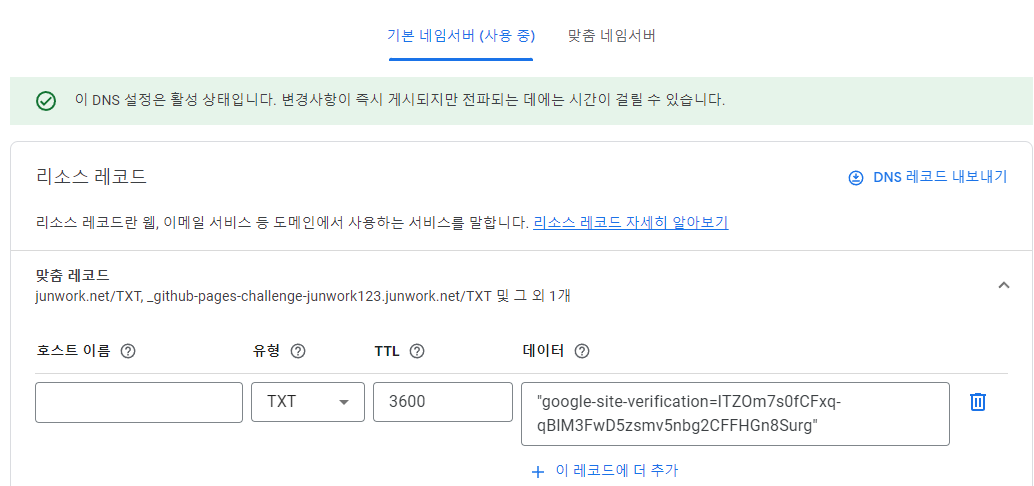 기본 네임서버 (사용 중) 맞춤 네임서버
이 DNS 설정은 활성 상태입니다. 변경사항이 즉시 게시되지만 전파되는 데에는 시간이 걸릴 수 있습니다.
리소스 레코드 DNS 레코드 내보내기
리소스 레코드란 웹, 이메일 서비스 등 도메인에서 사용하는 서비스를 말합니다. 리소스 레코드 자세히 알아보기
맞춤 레코드
junwork.net/TXT, _github-pages-challenge-junwork123.junwork.net/TXT 및 그 외 1개
호스트 이름 유형 TTL 데이터
TXT 3600 "google-site-verification=ITZOm7s0fCFxq-
qBIM3FwD5zsmv5nbg2CFFHGn8Surg"
이 레코드에 더 추가